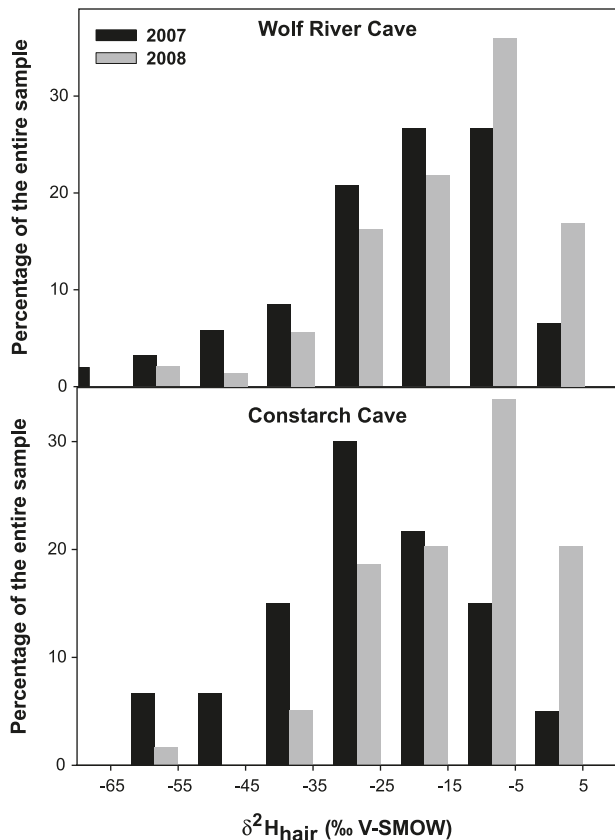 Wolf River Cave
2007
2008
Percentage of the entire sample
30
20
10
0
Constarch Cave
Percentage of the entire sample
30
20
10
0
-65 -55 -45 -35 -25 -15 -5 5
δ²Hhair (‰ V-SMOW)